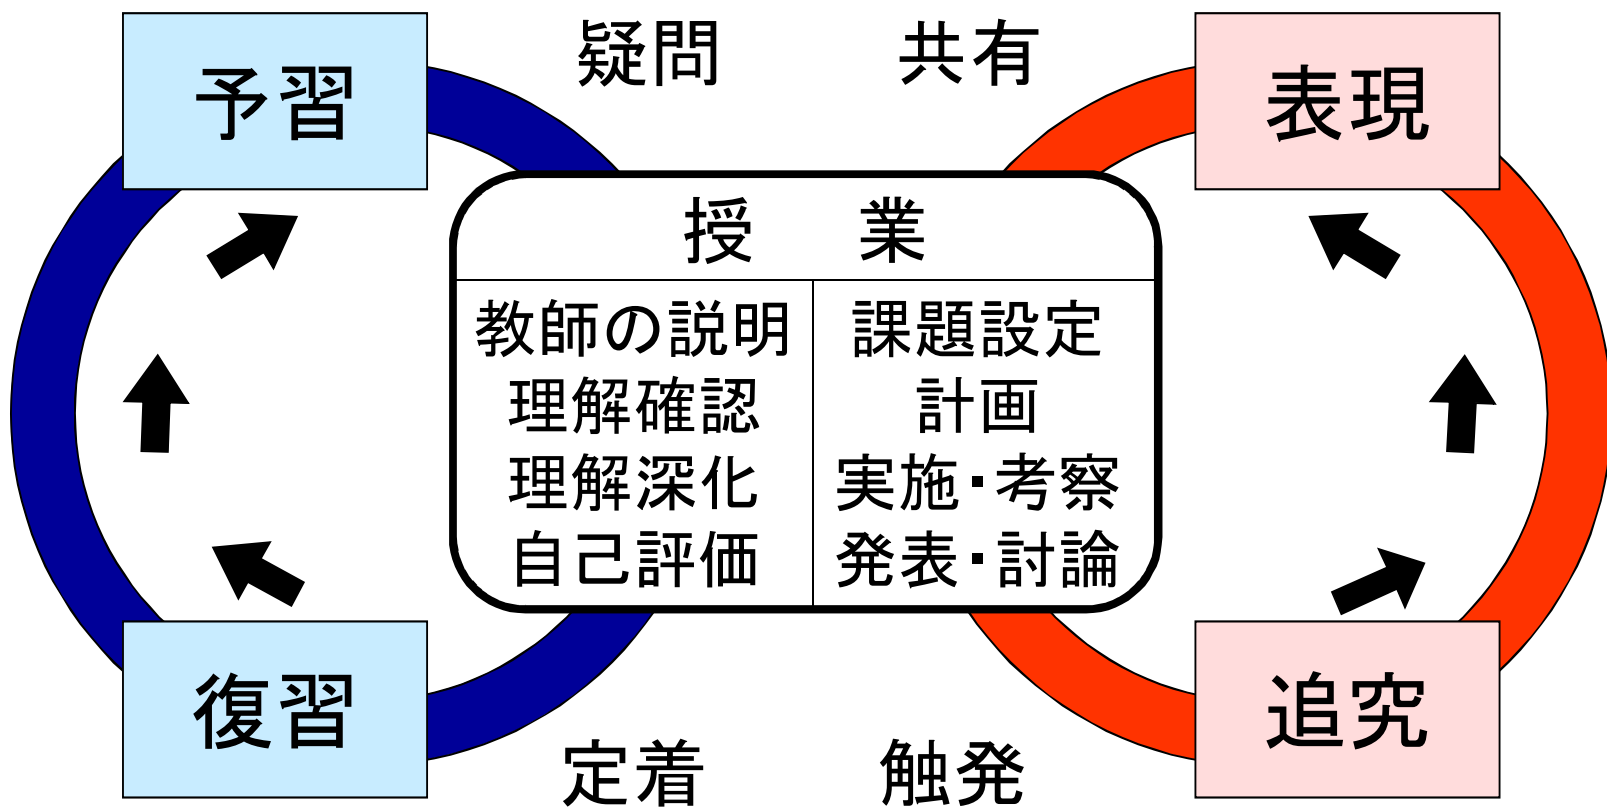 疑問
共有
予習
表現
授 業
教師の説明
理解確認
理解深化
自己評価
課題設定
計画
実施・考察
発表・討論
復習
追究
定着
触発